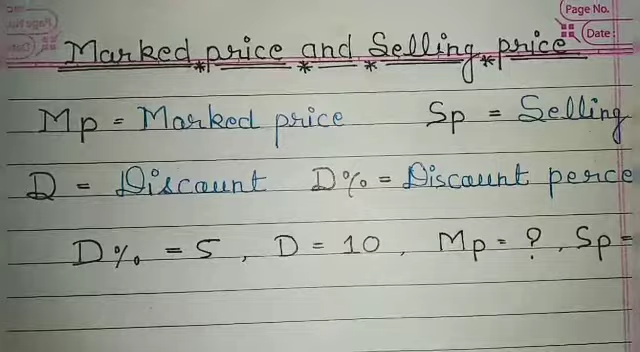 Page No.
Date:
Marked price and Selling price
Mp = Marked price Sp = Selling
D = Discount D% = Discount perce
D% = 5, D = 10, Mp = ?, Sp =